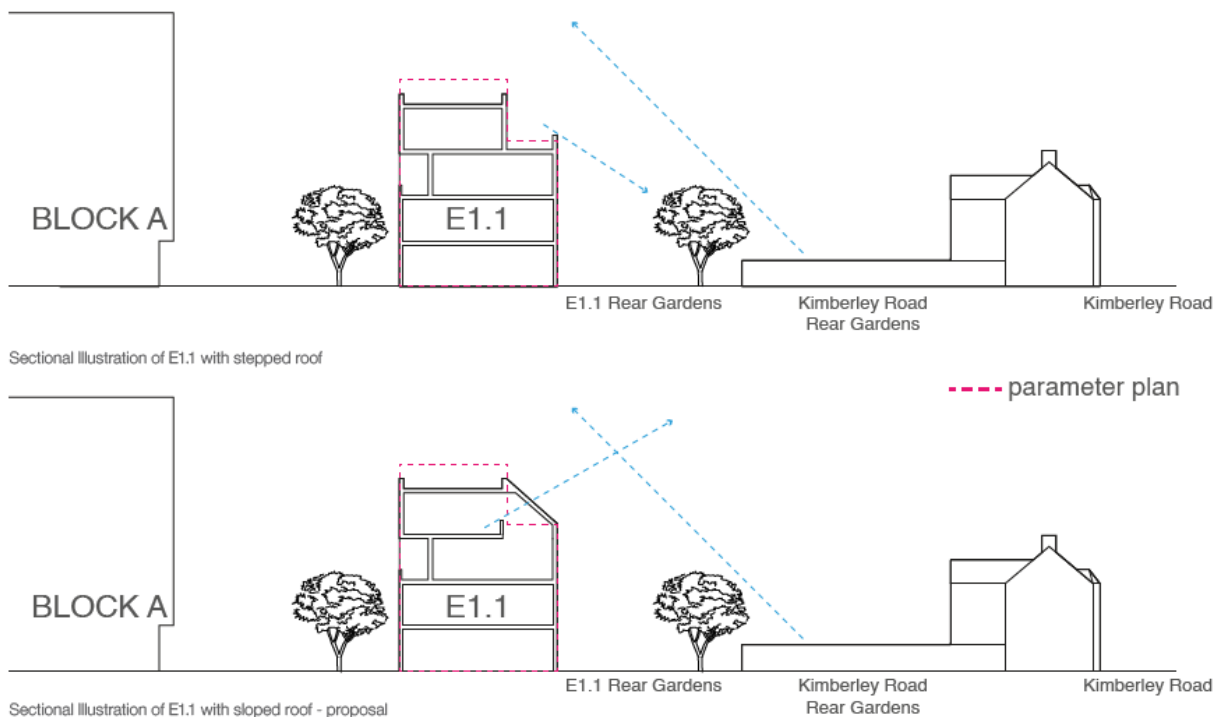 BLOCK A
E1.1
E1.1 Rear Gardens
Kimberley Road
Rear Gardens
Kimberley Road
Sectional Illustration of E1.1 with stepped roof
parameter plan
BLOCK A
E1.1
E1.1 Rear Gardens
Kimberley Road
Rear Gardens
Kimberley Road
Sectional Illustration of E1.1 with sloped roof - proposal